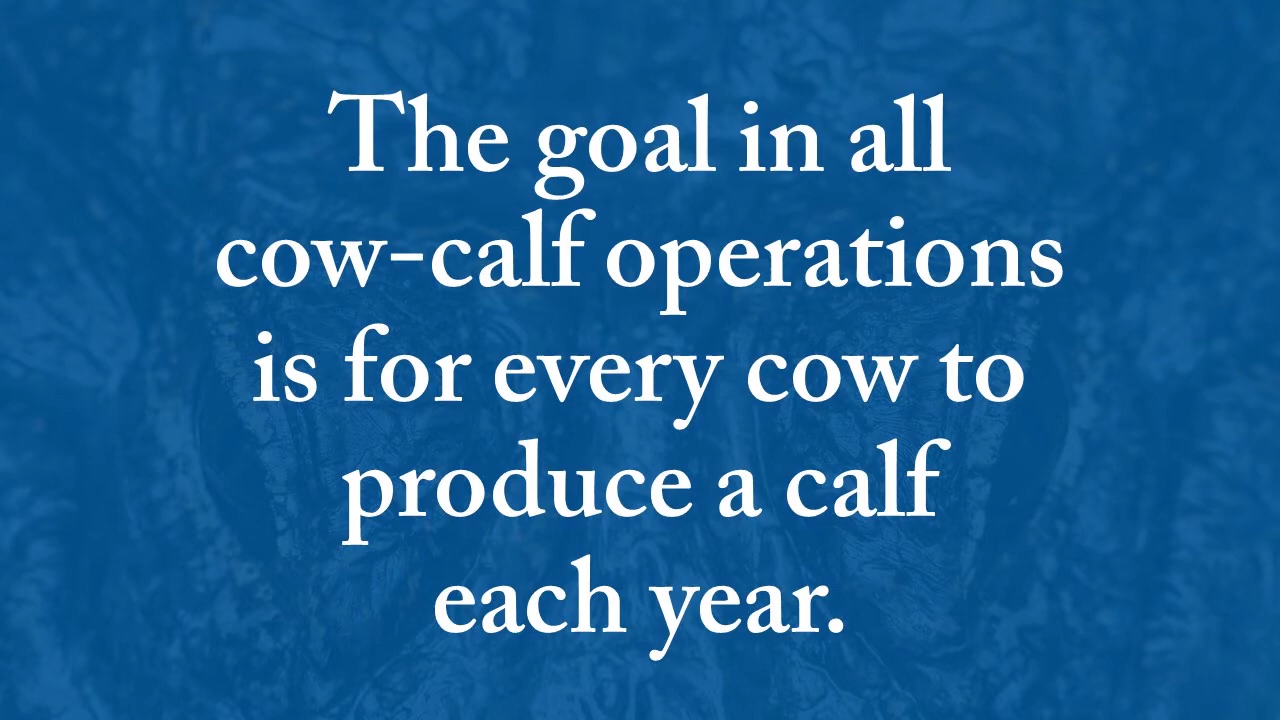 The goal in all
cow-calf operations
is for every cow to
produce a calf
each year.